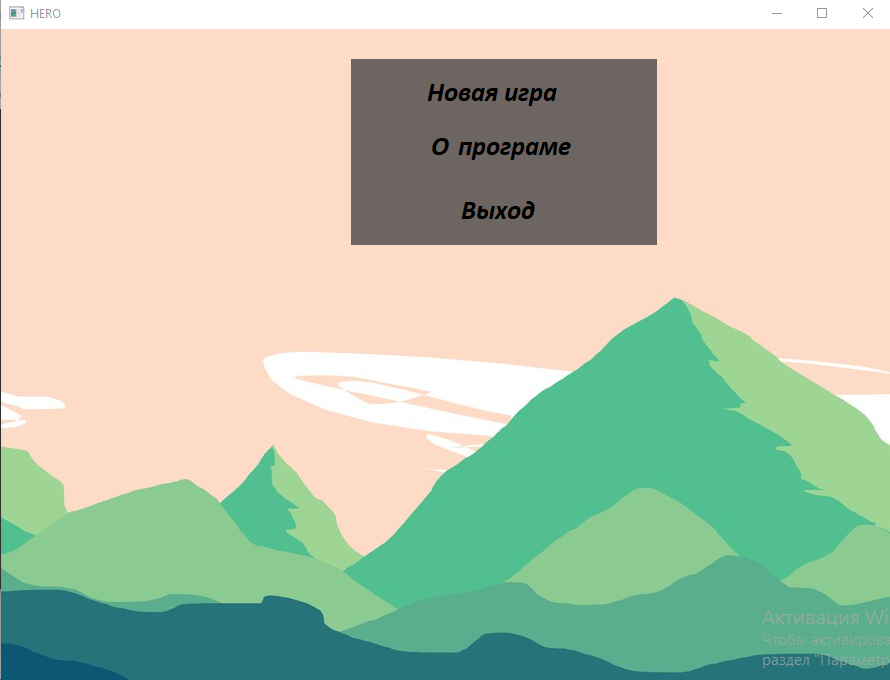 HERO
Новая игра
О програме
Выход
Активация Wi
Чтобы активирова
раздел "Параметр